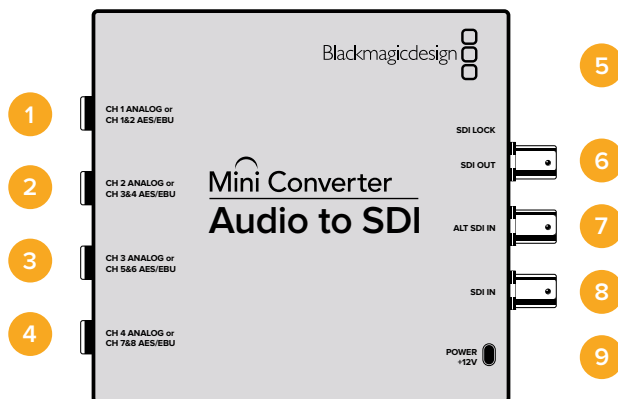 Blackmagicdesign
1
CH 1 ANALOG or
CH 1&2 AES/EBU
2
CH 2 ANALOG or
CH 3&4 AES/EBU
3
CH 3 ANALOG or
CH 5&6 AES/EBU
4
CH 4 ANALOG or
CH 7&8 AES/EBU
Mini Converter
Audio to SDI
5
SDI LOCK
SDI OUT
6
ALT SDI IN
7
SDI IN
8
POWER
+12V
9